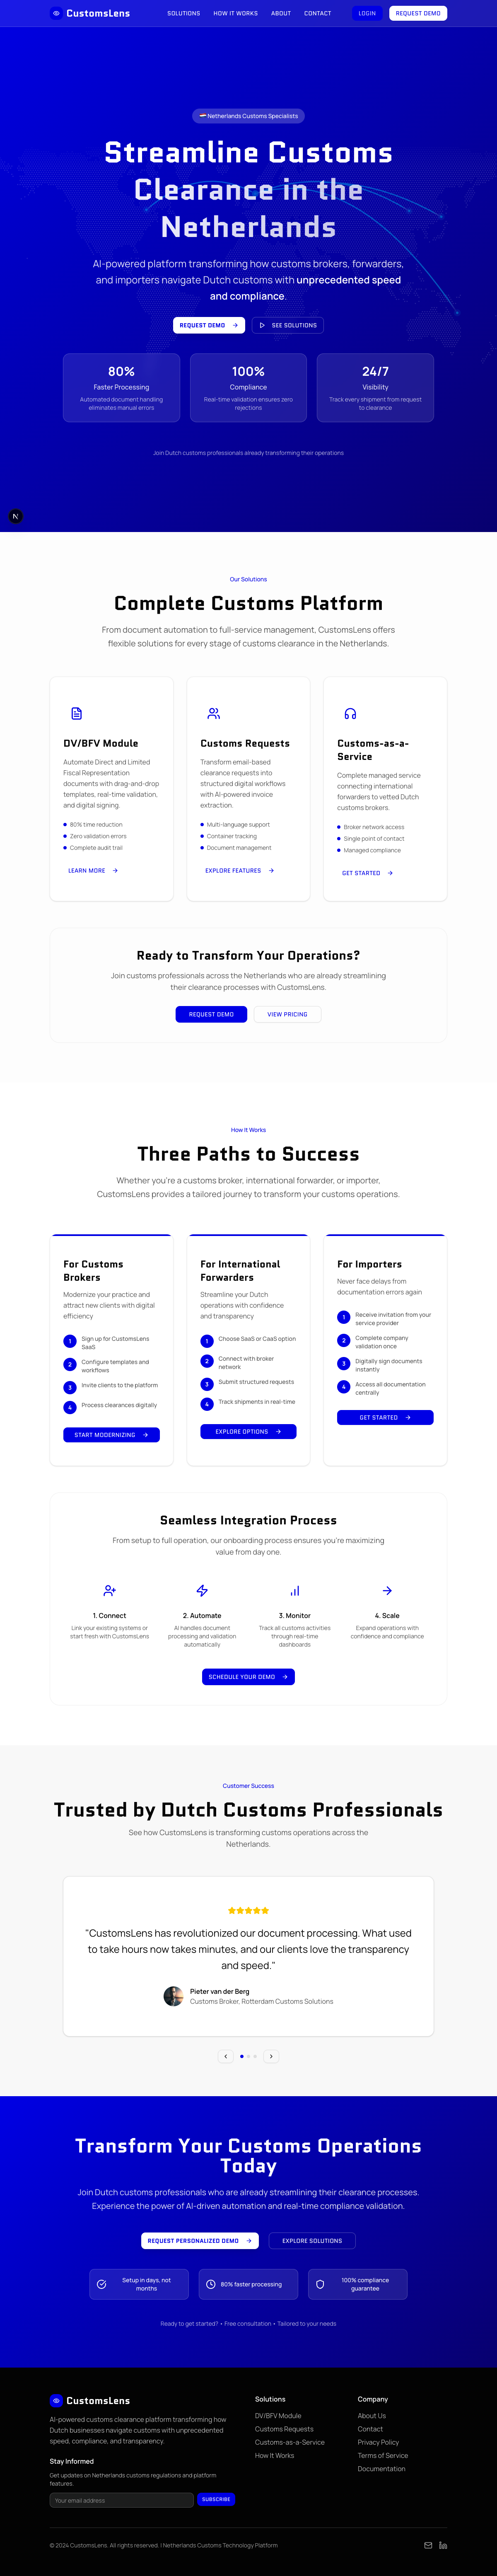 CustomsLens
SOLUTIONS HOW IT WORKS ABOUT CONTACT LOGIN REQUEST DEMO
Netherlands Customs Specialists
Streamline Customs
Clearance in the
Netherlands
AI-powered platform transforming how customs brokers, forwarders,
and importers navigate Dutch customs with unprecedented speed
and compliance.
REQUEST DEMO
SEE SOLUTIONS
80%
Faster Processing
Automated document handling
eliminates manual errors
100%
Compliance
Real-time validation ensures zero
rejections
24/7
Visibility
Track every shipment from request
to clearance
Join Dutch customs professionals already transforming their operations
N
Our Solutions
Complete Customs Platform
From document automation to full-service management, CustomsLens offers
flexible solutions for every stage of customs clearance in the Netherlands.
DV/BFV Module
Automate Direct and Limited
Fiscal Representation
documents with drag-and-drop
templates, real-time validation,
and digital signing.
80% time reduction
Zero validation errors
Complete audit trail
LEARN MORE
Customs Requests
Transform email-based
clearance requests into
structured digital workflows
with AI-powered invoice
extraction.
Multi-language support
Container tracking
Document management
EXPLORE FEATURES
Customs-as-a-
Service
Complete managed service
connecting international
forwarders to vetted Dutch
customs brokers.
Broker network access
Single point of contact
Managed compliance
GET STARTED
Ready to Transform Your Operations?
Join customs professionals across the Netherlands who are already streamlining
their clearance processes with CustomsLens.
REQUEST DEMO
VIEW PRICING
How It Works
Three Paths to Success
Whether you're a customs broker, international forwarder, or importer,
CustomsLens provides a tailored journey to transform your customs operations.
For Customs
Brokers
Modernize your practice and
attract new clients with digital
efficiency
1 Sign up for CustomsLens
SaaS
2 Configure templates and
workflows
3 Invite clients to the platform
4 Process clearances digitally
START MODERNIZING
For International
Forwarders
Streamline your Dutch
operations with confidence
and transparency
1 Choose SaaS or CaaS option
2 Connect with broker
network
3 Submit structured requests
4 Track shipments in real-time
EXPLORE OPTIONS
For Importers
Never face delays from
documentation errors again
1 Receive invitation from your
service provider
2 Complete company
validation once
3 Digitally sign documents
instantly
4 Access all documentation
centrally
GET STARTED
Seamless Integration Process
From setup to full operation, our onboarding process ensures you're maximizing
value from day one.
1. Connect
Link your existing systems or
start fresh with CustomsLens
2. Automate
AI handles document
processing and validation
automatically
3. Monitor
Track all customs activities
through real-time
dashboards
4. Scale
Expand operations with
confidence and compliance
SCHEDULE YOUR DEMO
Customer Success
Trusted by Dutch Customs Professionals
See how CustomsLens is transforming customs operations across the
Netherlands.
"CustomsLens has revolutionized our document processing. What used
to take hours now takes minutes, and our clients love the transparency
and speed."
Pieter van der Berg
Customs Broker, Rotterdam Customs Solutions
Transform Your Customs Operations
Today
Join Dutch customs professionals who are already streamlining their clearance processes.
Experience the power of AI-driven automation and real-time compliance validation.
REQUEST PERSONALIZED DEMO
EXPLORE SOLUTIONS
Setup in days, not
months
80% faster processing
100% compliance
guarantee
Ready to get started? • Free consultation • Tailored to your needs
CustomsLens
AI-powered customs clearance platform transforming how
Dutch businesses navigate customs with unprecedented
speed, compliance, and transparency.
Stay Informed
Get updates on Netherlands customs regulations and platform
features.
Your email address
SUBSCRIBE
Solutions
DV/BFV Module
Customs Requests
Customs-as-a-Service
How It Works
Company
About Us
Contact
Privacy Policy
Terms of Service
Documentation
© 2024 CustomsLens. All rights reserved. | Netherlands Customs Technology Platform